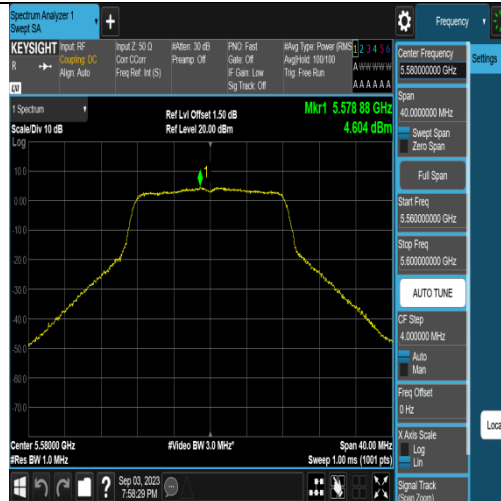 Spectrum Analyzer 1
Swept SA
Frequency
KEYSIGHT
R
Input: RF
Coupling: DC
Align: Auto
Input Z: 50 Ω
Corr CCorr
Freq Ref: Int (S)
#Atten: 30 dB
Preamp: Off
PNO: Fast
Gate: Off
IF Gain: Low
Sig Track: Off
#Avg Type: Power (RMS
Avg|Hold: 100/100
Trig: Free Run
1 2 3 4 5 6
A W W W W W
A A A A A A
LXI
1 Spectrum
Scale/Div 10 dB
Log
Ref Lvl Offset 1.50 dB
Ref Level 20.00 dBm
Mkr1 5.578 88 GHz
4.604 dBm
1
10.0
0.00
-10.0
-20.0
-30.0
-40.0
-50.0
-60.0
-70.0
Center 5.58000 GHz
#Res BW 1.0 MHz
#Video BW 3.0 MHz*
Span 40.00 MHz
Sweep 1.00 ms (1001 pts)
Sep 03, 2023
7:58:29 PM
Center Frequency
5.580000000 GHz
Settings
Span
40.0000000 MHz
Swept Span
Zero Span
Full Span
Start Freq
5.560000000 GHz
Stop Freq
5.600000000 GHz
AUTO TUNE
CF Step
4.000000 MHz
Auto
Man
Freq Offset
0 Hz
X Axis Scale
Log
Lin
Loca
Signal Track
(Span Zoom)